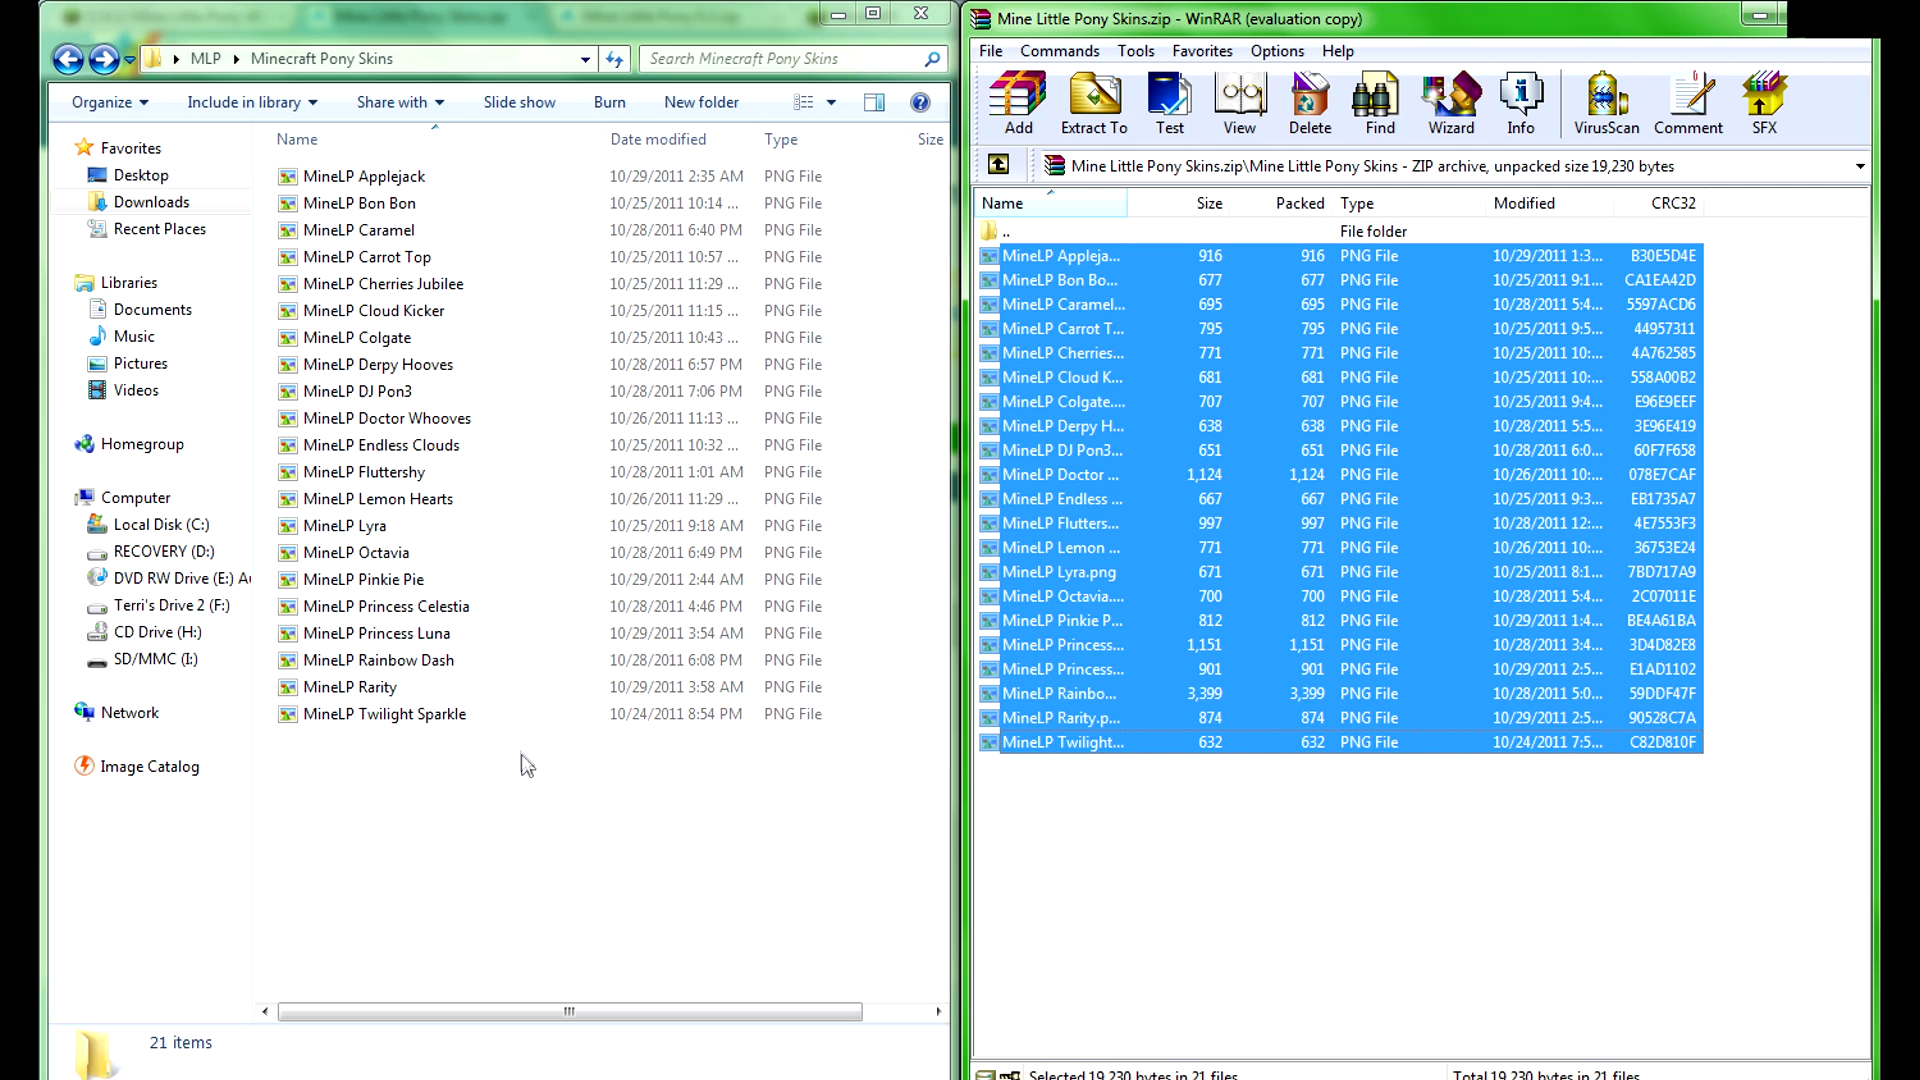 MLP Minecraft Pony Skins
Search Minecraft Pony Skins
Organize Include in library Share with Slide show Burn New folder
Name Date modified Type Size
Favorites
Desktop
Downloads
Recent Places
Libraries
Documents
Music
Pictures
Videos
Homegroup
Computer
Local Disk (C:)
RECOVERY (D:)
DVD RW Drive (E:) Au
Terri's Drive 2 (F:)
CD Drive (H:)
SD/MMC (I:)
Network
Image Catalog
MineLP Applejack 10/29/2011 2:35 AM PNG File
MineLP Bon Bon 10/25/2011 10:14 ... PNG File
MineLP Caramel 10/28/2011 6:40 PM PNG File
MineLP Carrot Top 10/25/2011 10:57 ... PNG File
MineLP Cherries Jubilee 10/25/2011 11:29 ... PNG File
MineLP Cloud Kicker 10/25/2011 11:15 ... PNG File
MineLP Colgate 10/25/2011 10:43 ... PNG File
MineLP Derpy Hooves 10/28/2011 6:57 PM PNG File
MineLP DJ Pon3 10/28/2011 7:06 PM PNG File
MineLP Doctor Whooves 10/26/2011 11:13 ... PNG File
MineLP Endless Clouds 10/25/2011 10:32 ... PNG File
MineLP Fluttershy 10/28/2011 1:01 AM PNG File
MineLP Lemon Hearts 10/26/2011 11:29 ... PNG File
MineLP Lyra 10/25/2011 9:18 AM PNG File
MineLP Octavia 10/28/2011 6:49 PM PNG File
MineLP Pinkie Pie 10/29/2011 2:44 AM PNG File
MineLP Princess Celestia 10/28/2011 4:46 PM PNG File
MineLP Princess Luna 10/29/2011 3:54 AM PNG File
MineLP Rainbow Dash 10/28/2011 6:08 PM PNG File
MineLP Rarity 10/29/2011 3:58 AM PNG File
MineLP Twilight Sparkle 10/24/2011 8:54 PM PNG File
21 items
Mine Little Pony Skins.zip - WinRAR (evaluation copy)
File Commands Tools Favorites Options Help
Add Extract To Test View Delete Find Wizard Info VirusScan Comment SFX
Mine Little Pony Skins.zip\Mine Little Pony Skins - ZIP archive, unpacked size 19,230 bytes
Name Size Packed Type Modified CRC32
.. File folder
MineLP Appleja... 916 916 PNG File 10/29/2011 1:3... B30E5D4E
MineLP Bon Bo... 677 677 PNG File 10/25/2011 9:1... CA1EA42D
MineLP Caramel... 695 695 PNG File 10/28/2011 5:4... 5597ACD6
MineLP Carrot T... 795 795 PNG File 10/25/2011 9:5... 44957311
MineLP Cherries... 771 771 PNG File 10/25/2011 10:... 4A762585
MineLP Cloud K... 681 681 PNG File 10/25/2011 10:... 558A00B2
MineLP Colgate.... 707 707 PNG File 10/25/2011 9:4... E96E9EEF
MineLP Derpy H... 638 638 PNG File 10/28/2011 5:5... 3E96E419
MineLP DJ Pon3... 651 651 PNG File 10/28/2011 6:0... 60F7F658
MineLP Doctor ... 1,124 1,124 PNG File 10/26/2011 10:... 078E7CAF
MineLP Endless ... 667 667 PNG File 10/25/2011 9:3... EB1735A7
MineLP Flutters... 997 997 PNG File 10/28/2011 12:... 4E7553F3
MineLP Lemon ... 771 771 PNG File 10/26/2011 10:... 36753E24
MineLP Lyra.png 671 671 PNG File 10/25/2011 8:1... 7BD717A9
MineLP Octavia.... 700 700 PNG File 10/28/2011 5:4... 2C07011E
MineLP Pinkie P... 812 812 PNG File 10/29/2011 1:4... BE4A61BA
MineLP Princess... 1,151 1,151 PNG File 10/28/2011 3:4... 3D4D82E8
MineLP Princess... 901 901 PNG File 10/29/2011 2:5... E1AD1102
MineLP Rainbo... 3,399 3,399 PNG File 10/28/2011 5:0... 59DDF47F
MineLP Rarity.p... 874 874 PNG File 10/29/2011 2:5... 90528C7A
MineLP Twilight... 632 632 PNG File 10/24/2011 7:5... C82D810F
Selected 19,230 bytes in 21 files Total 19,230 bytes in 21 files